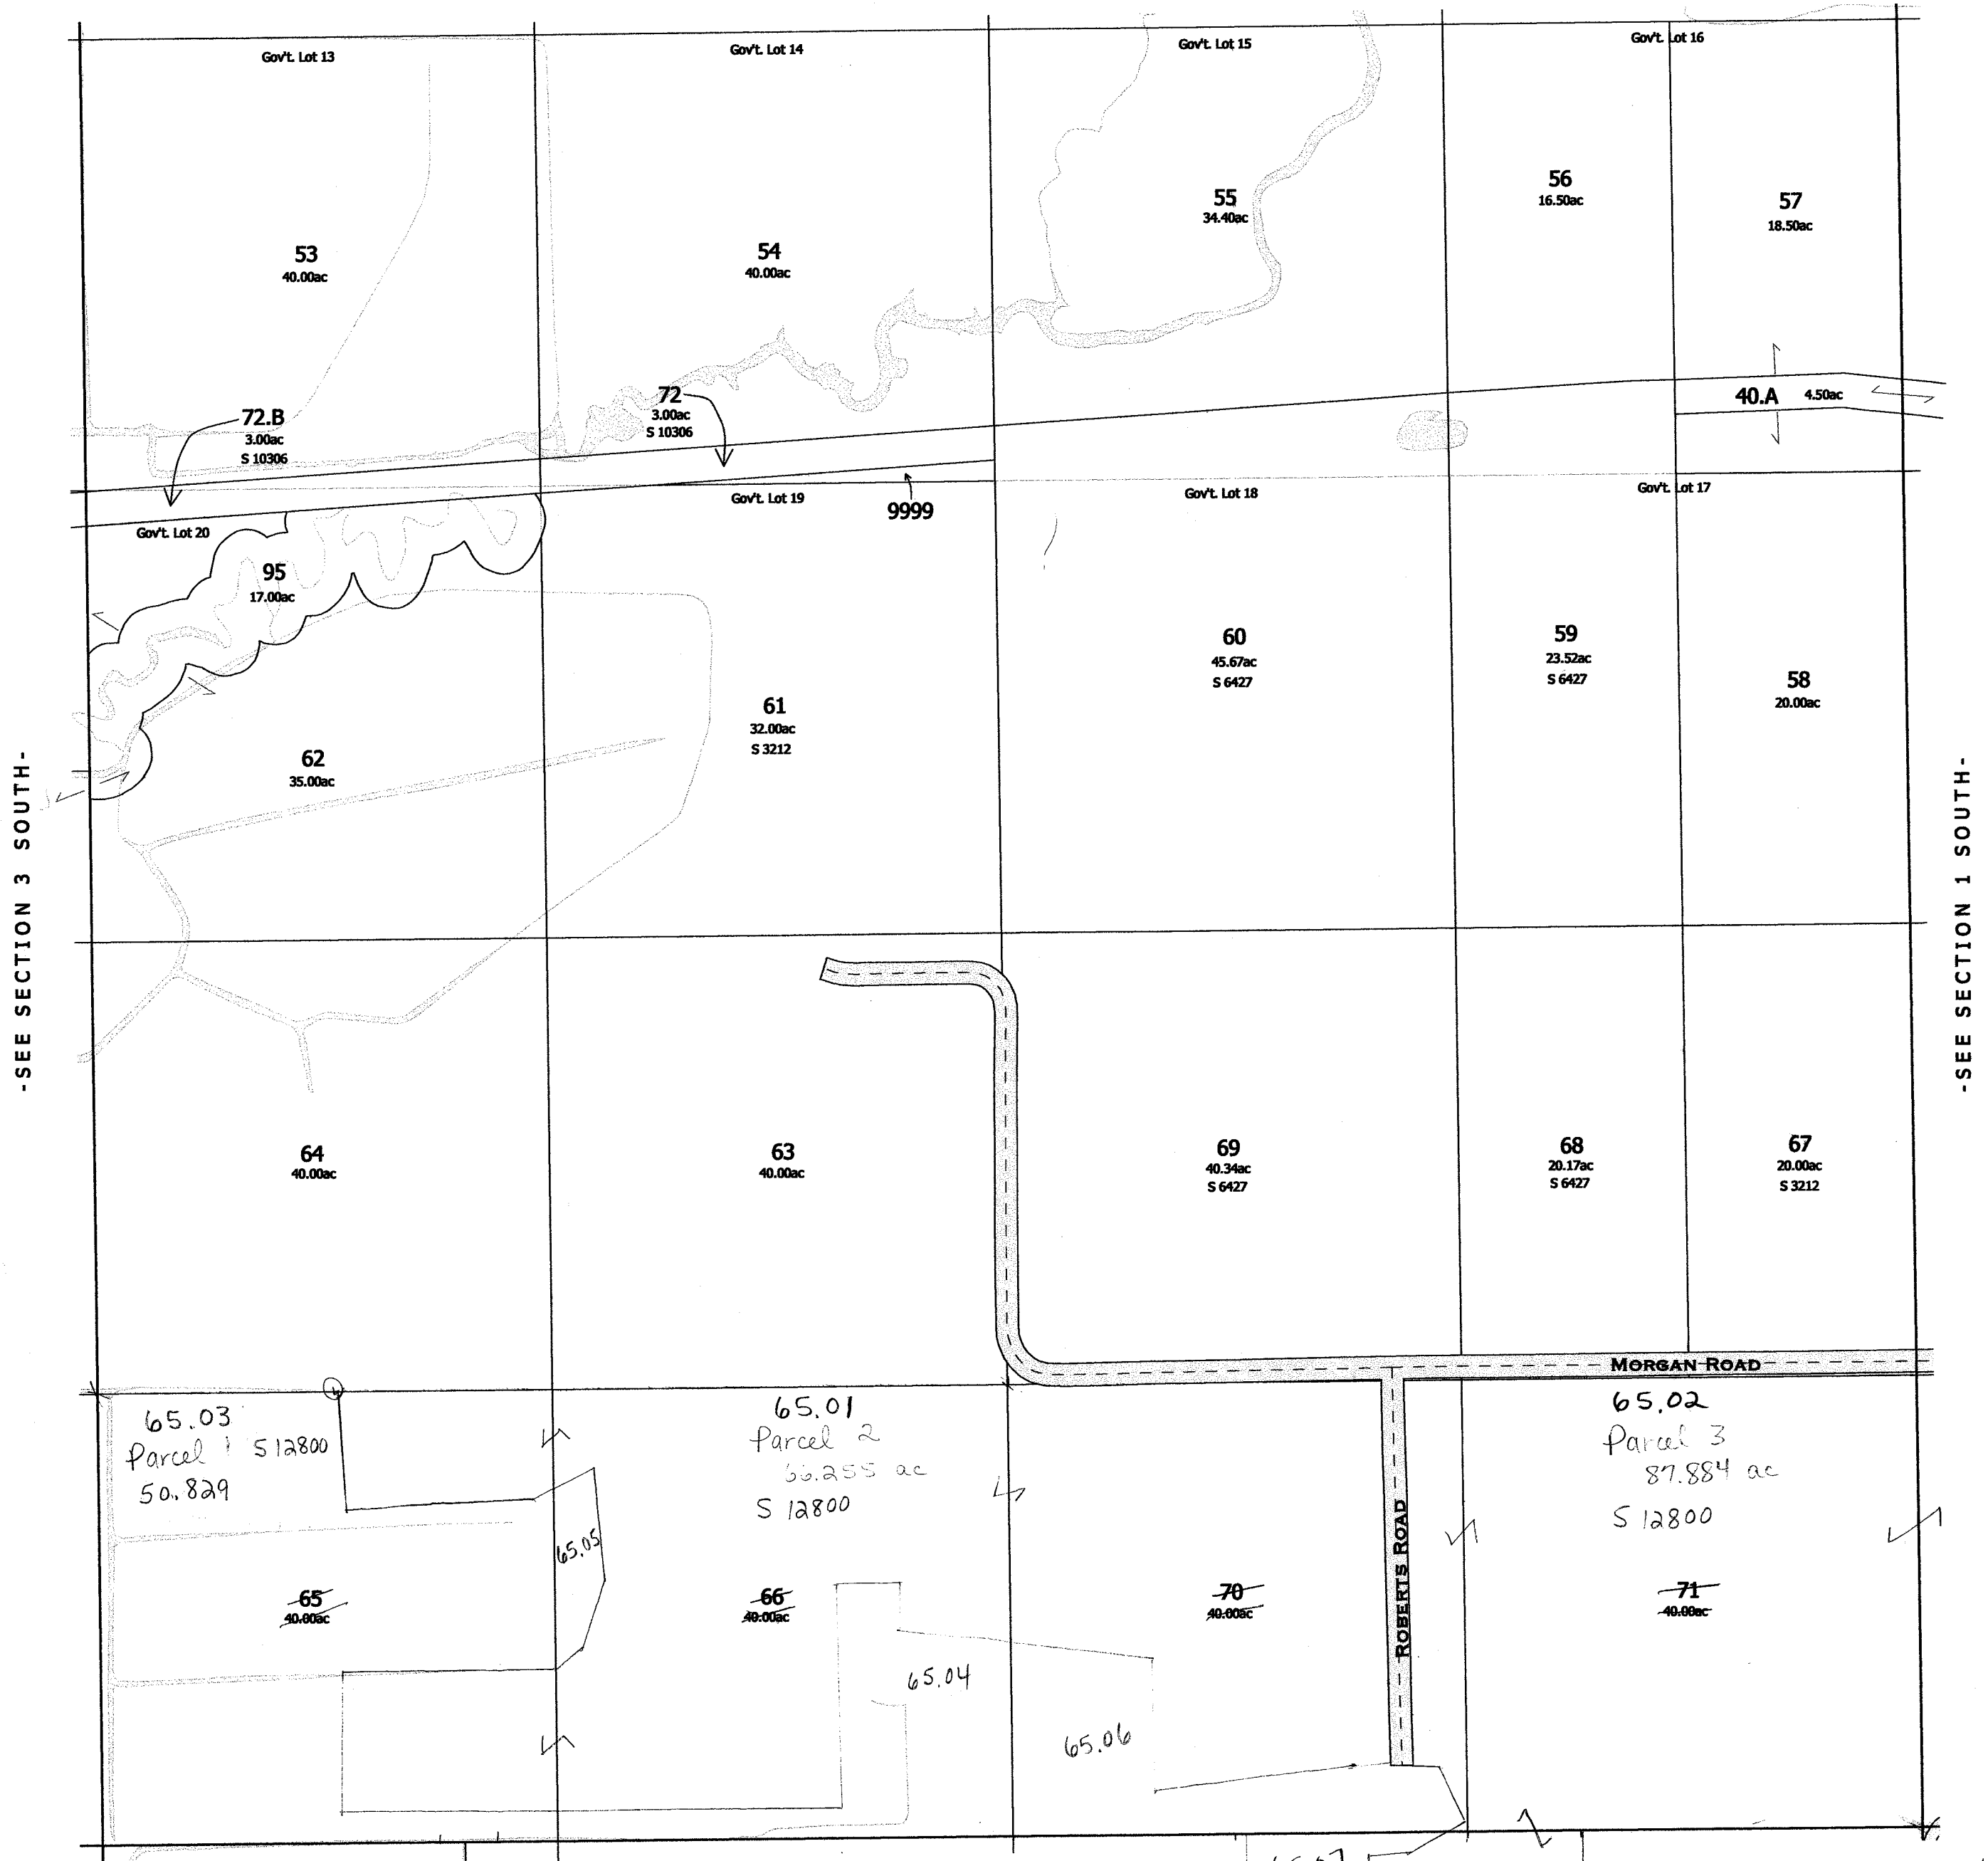 Gov't. Lot 13
Gov't. Lot 14
Gov't. Lot 15
Gov't. Lot 16
53
40.00ac
54
40.00ac
55
34.40ac
56
16.50ac
57
18.50ac
72.B
3.00ac
S 10306
72
3.00ac
S 10306
40.A 4.50ac
Gov't. Lot 20
Gov't. Lot 19
9999
Gov't. Lot 18
Gov't. Lot 17
95
17.00ac
62
35.00ac
61
32.00ac
S 3212
60
45.67ac
S 6427
59
23.52ac
S 6427
58
20.00ac
-SEE SECTION 3 SOUTH-
-SEE SECTION 1 SOUTH-
64
40.00ac
63
40.00ac
69
40.34ac
S 6427
68
20.17ac
S 6427
67
20.00ac
S 3212
MORGAN ROAD
65.03
Parcel 1 S 12800
50.829
65.01
Parcel 2
66.255 ac
S 12800
65.02
Parcel 3
87.884 ac
S 12800
65.05
ROBERTS ROAD
65
40.00ac
66
40.00ac
70
40.00ac
71
40.00ac
65.04
65.06